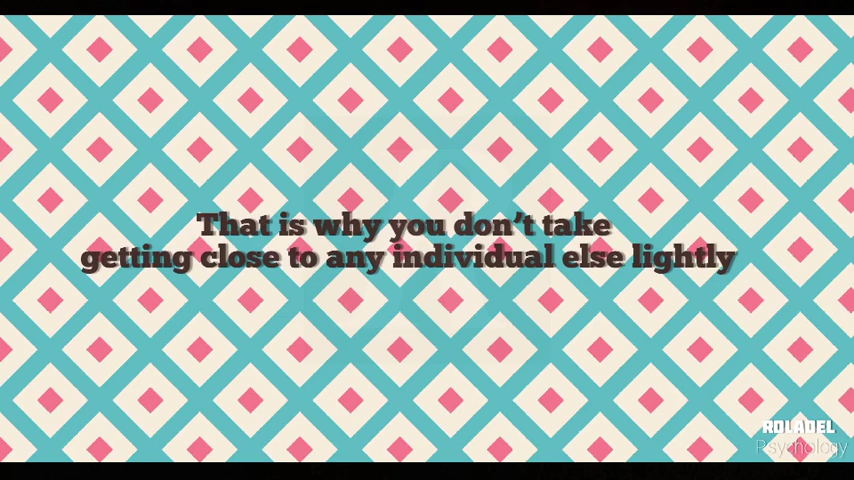 That is why you don’t take
getting close to any individual else lightly
ROLADEL
Psychology